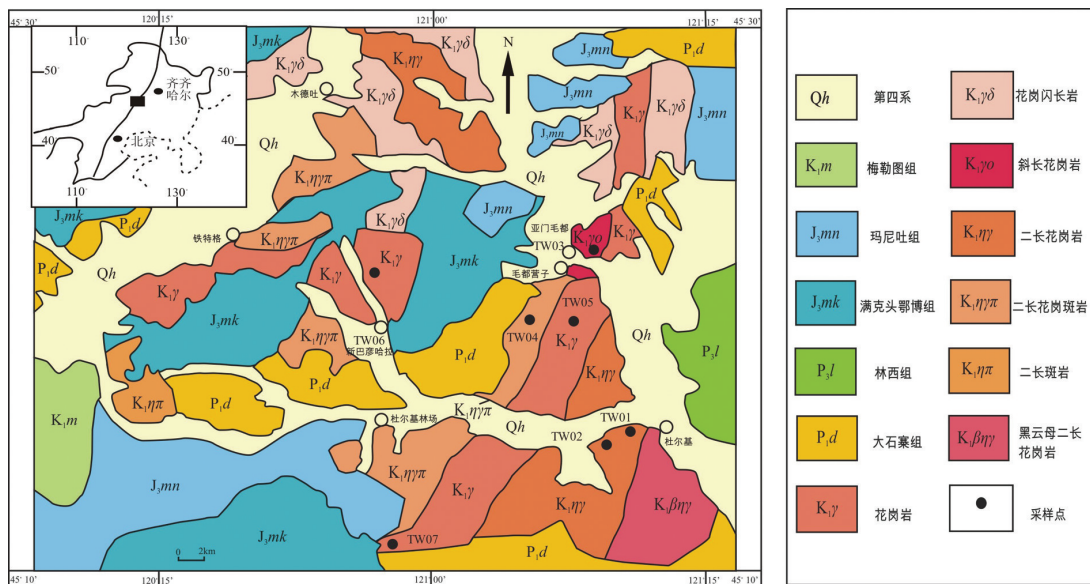 45°30′
120°15′
121°00′
121°15′
45°30′
110°
130°
50°
50°
齐齐
哈尔
40°
北京
40°
110°
130°
J₃mk
K₁γδ
K₁ηγ
K₁γδ
N
J₃mn
P₁d
木德吐
K₁γδ
J₃mn
K₁γ
K₁γδ
J₃mn
Qh
J₃mn
K₁γδ
K₁ηγπ
Qh
P₁d
K₁γδ
J₃mn
J₃mk
P₁d
铁特格
K₁ηγπ
亚门毛都
TW03
K₁γο
K₁γ
P₁d
Qh
K₁γ
K₁γ
K₁γ
J₃mk
毛都营子
TW05
J₃mk
TW04
K₁γ
Qh
TW06
新巴彦哈拉
K₁ηγπ
P₁d
P₃l
P₁d
K₁ηγ
K₁ηπ
P₁d
K₁m
K₁ηγπ
杜尔基林场
Qh
TW02
TW01
杜尔基
K₁ηγπ
J₃mn
K₁γ
K₁ηγ
K₁βηγ
J₃mk
TW07
P₁d
0 2km
45°10′
120°15′
121°00′
121°15′
45°10′
Qh 第四系
K₁γδ 花岗闪长岩
K₁m 梅勒图组
K₁γο 斜长花岗岩
J₃mn 玛尼吐组
K₁ηγ 二长花岗岩
J₃mk 满克头鄂博组
K₁ηγπ 二长花岗斑岩
P₃l 林西组
K₁ηπ 二长斑岩
P₁d 大石寨组
K₁βηγ 黑云母二长
花岗岩
K₁γ 花岗岩
采样点